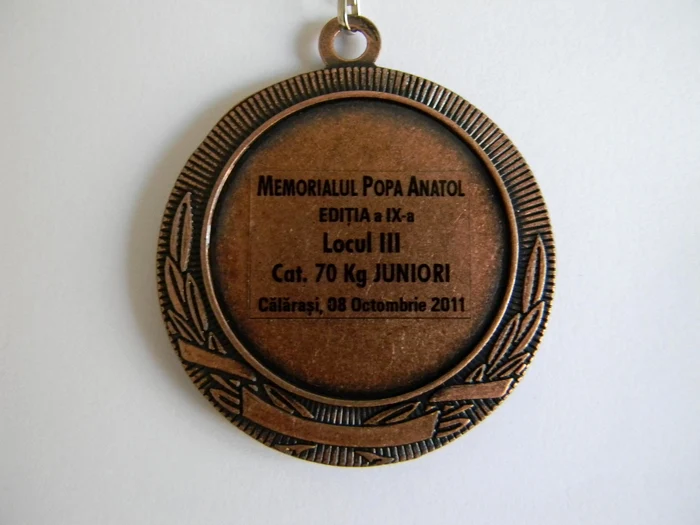 MEMORIALUL POPA ANATOL
EDIȚIA a IX-a
Locul III
Cat. 70 Kg JUNIORI
Călărași, 08 Octombrie 2011